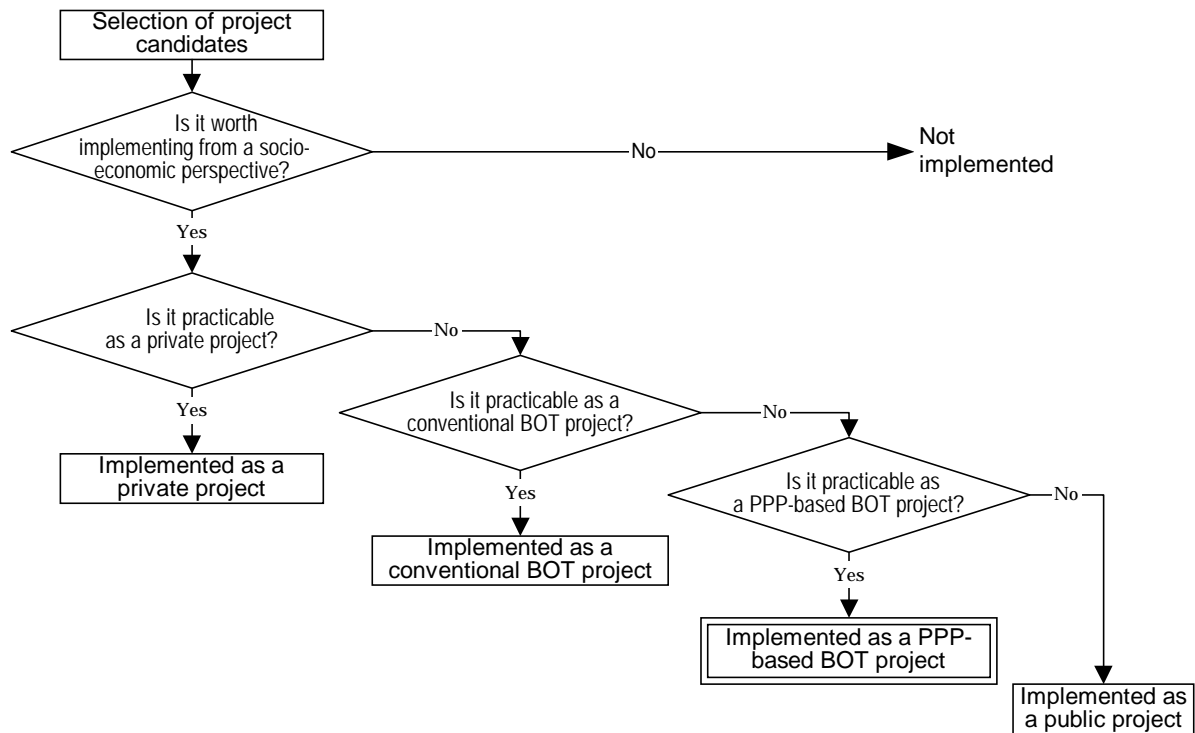 Selection of project
candidates
Is it worth
implementing from a socio-
economic perspective?
No
Not
implemented
Yes
Is it practicable
as a private project?
No
Yes
Implemented as a
private project
Is it practicable as a
conventional BOT project?
No
Yes
Implemented as a
conventional BOT project
Is it practicable as
a PPP-based BOT project?
No
Yes
Implemented as a PPP-
based BOT project
Implemented as
a public project